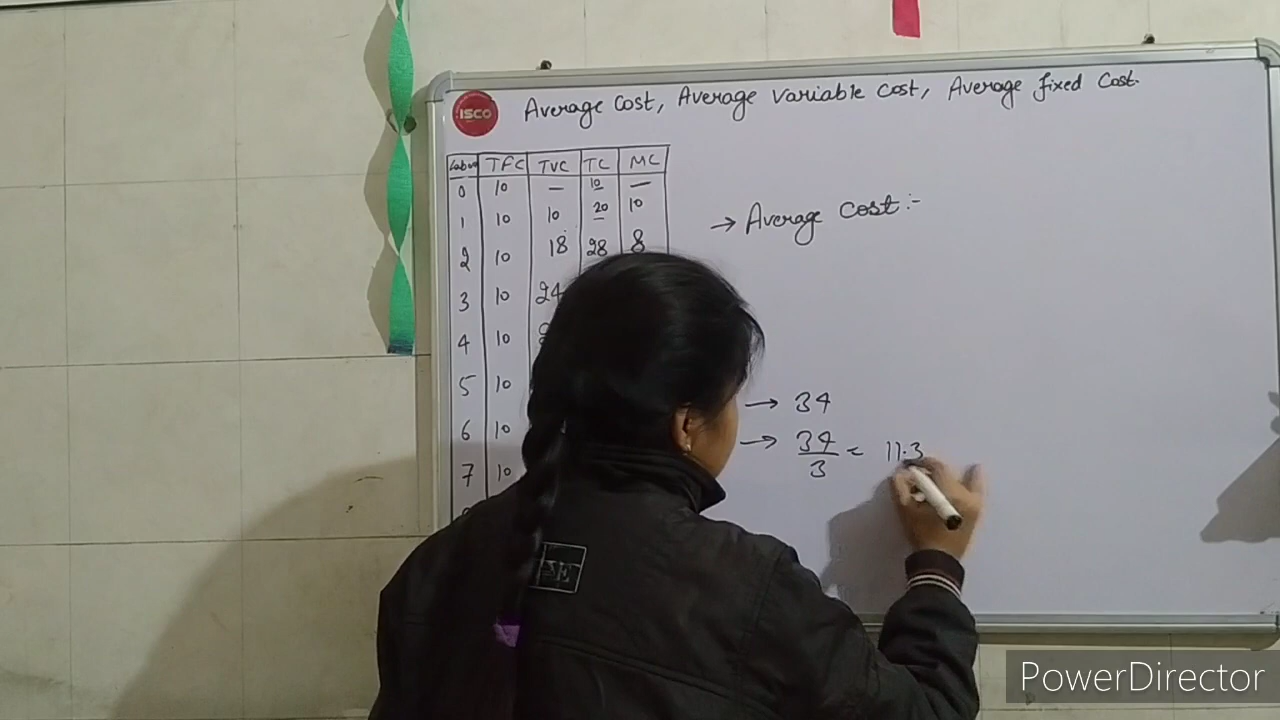 ISCO
Average Cost, Average Variable Cost, Average fixed Cost.
Labour TFC TVC TC MC
0 10 — 10 —
1 10 10 20 10
2 10 18 28 8
3 10 24
4 10
5 10
6 10
7 10
→ Average Cost :-
→ 34
→ 34/3 = 11.3
E
PowerDirector